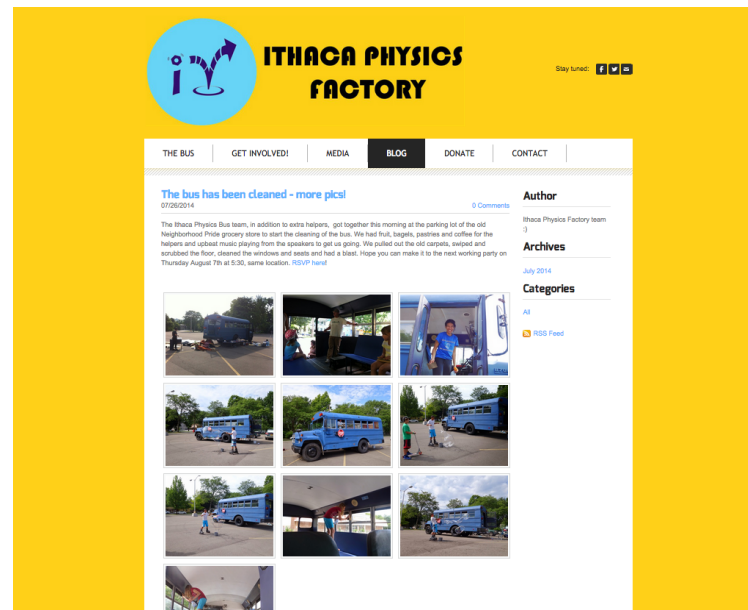 ITHACA PHYSICS
FACTORY
Stay tuned:
THE BUS GET INVOLVED! MEDIA BLOG DONATE CONTACT
The bus has been cleaned - more pics!
07/26/2014 0 Comments
The Ithaca Physics Bus team, in addition to extra helpers, got together this morning at the parking lot of the old
Neighborhood Pride grocery store to start the cleaning of the bus. We had fruit, bagels, pastries and coffee for the
helpers and upbeat music playing from the speakers to get us going. We pulled out the old carpets, swiped and
scrubbed the floor, cleaned the windows and seats and had a blast. Hope you can make it to the next working party on
Thursday August 7th at 5:30, same location. RSVP here!
Author
Ithaca Physics Factory team
:)
Archives
July 2014
Categories
All
RSS Feed